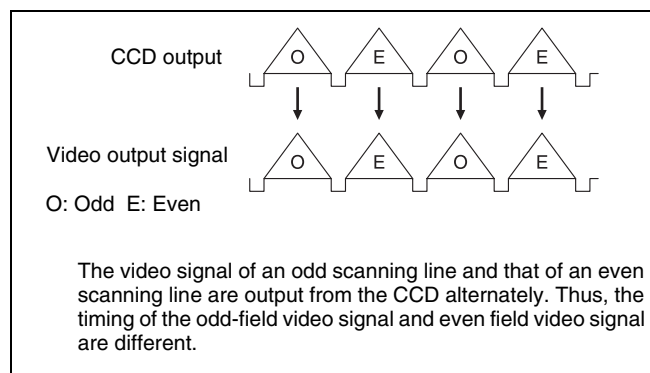 CCD output
O E O E
Video output signal
O E O E
O: Odd E: Even
The video signal of an odd scanning line and that of an even
scanning line are output from the CCD alternately. Thus, the
timing of the odd-field video signal and even field video signal
are different.